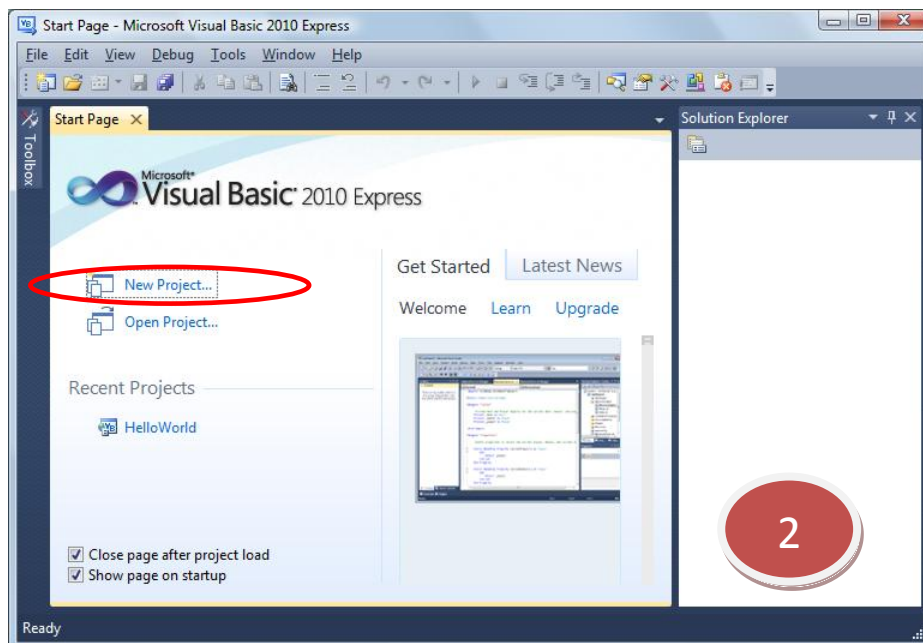 Start Page - Microsoft Visual Basic 2010 Express
File Edit View Debug Tools Window Help
Toolbox
Start Page
Solution Explorer
Microsoft®
Visual Basic® 2010 Express
New Project...
Open Project...
Recent Projects
HelloWorld
Close page after project load
Show page on startup
Get Started Latest News
Welcome Learn Upgrade
2
Ready